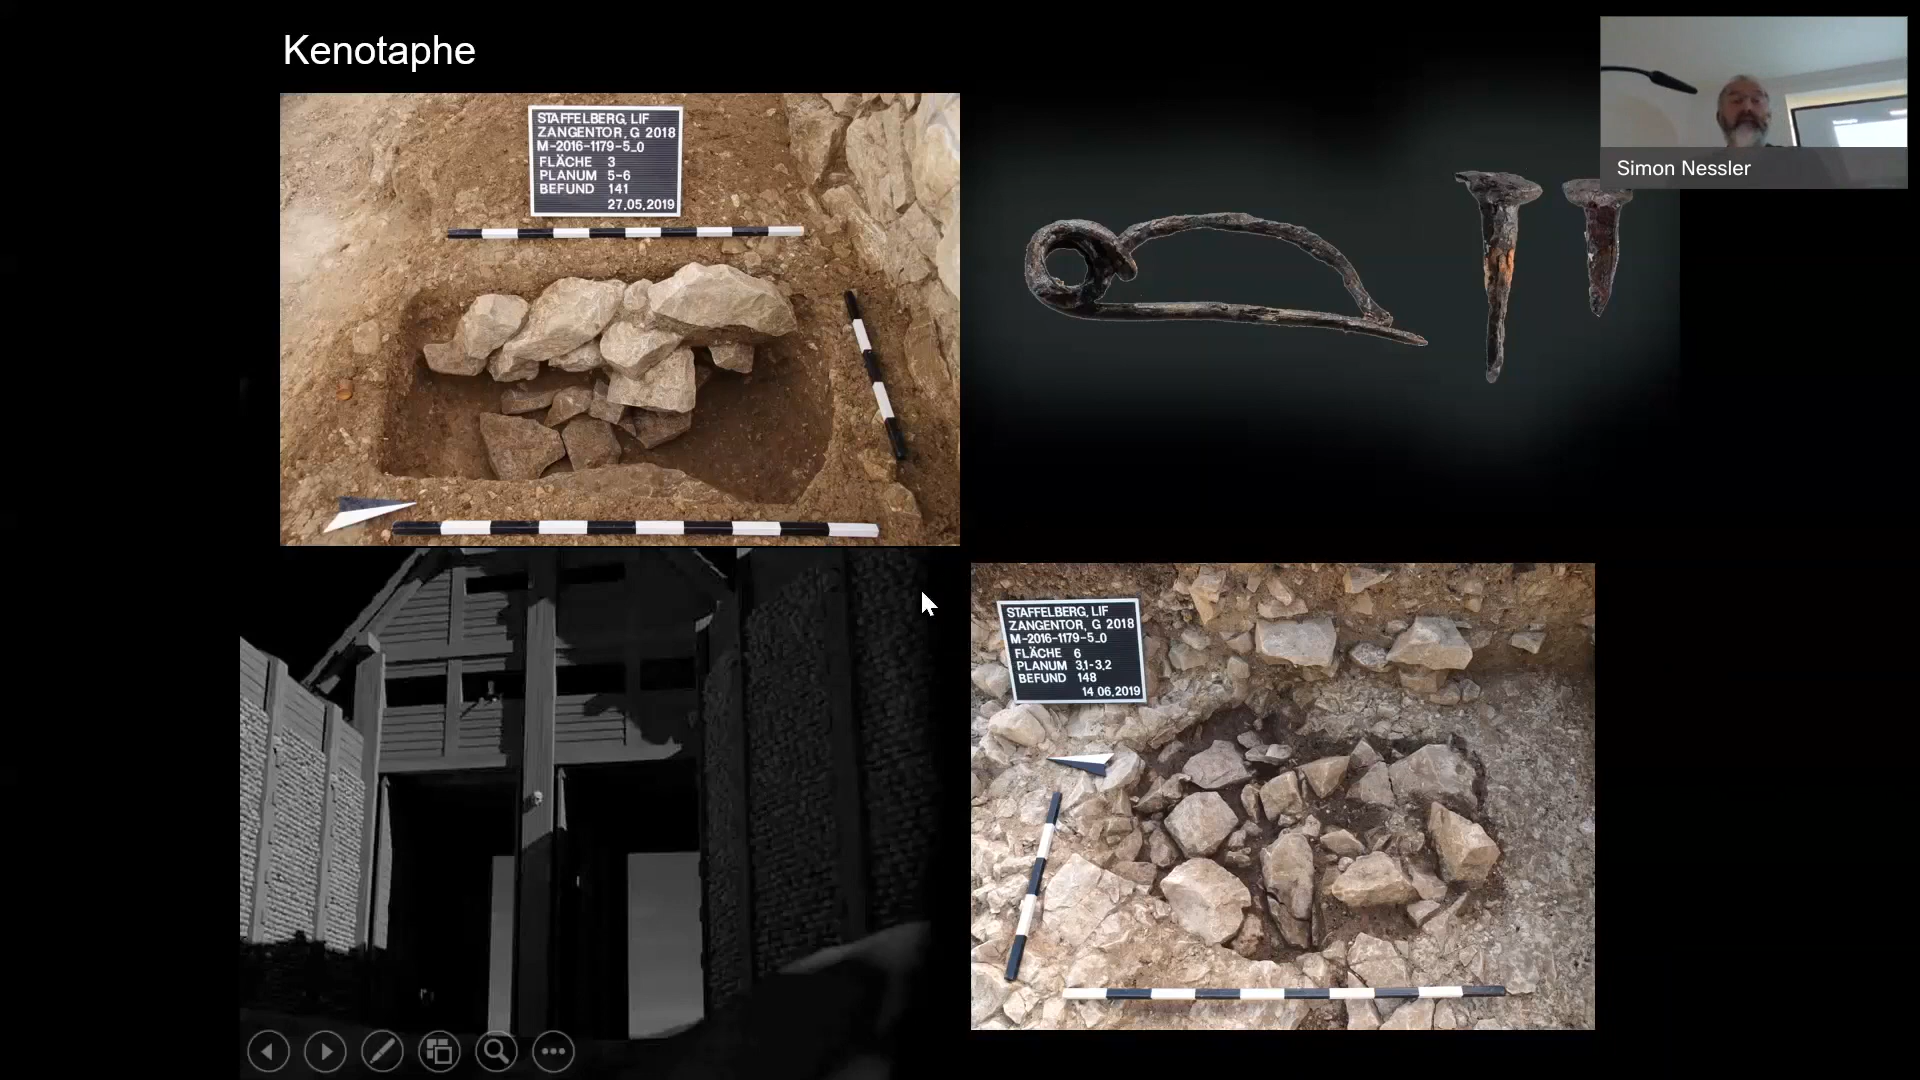 Kenotaphe
STAFFELBERG, LIF
ZANGENTOR, G 2018
M-2016-1179-5_0
FLÄCHE 3
PLANUM 5-6
BEFUND 141
27.05.2019
Simon Nessler
STAFFELBERG, LIF
ZANGENTOR, G 2018
M-2016-1179-5_0
FLÄCHE 6
PLANUM 3.1-3.2
BEFUND 148
14 06.2019